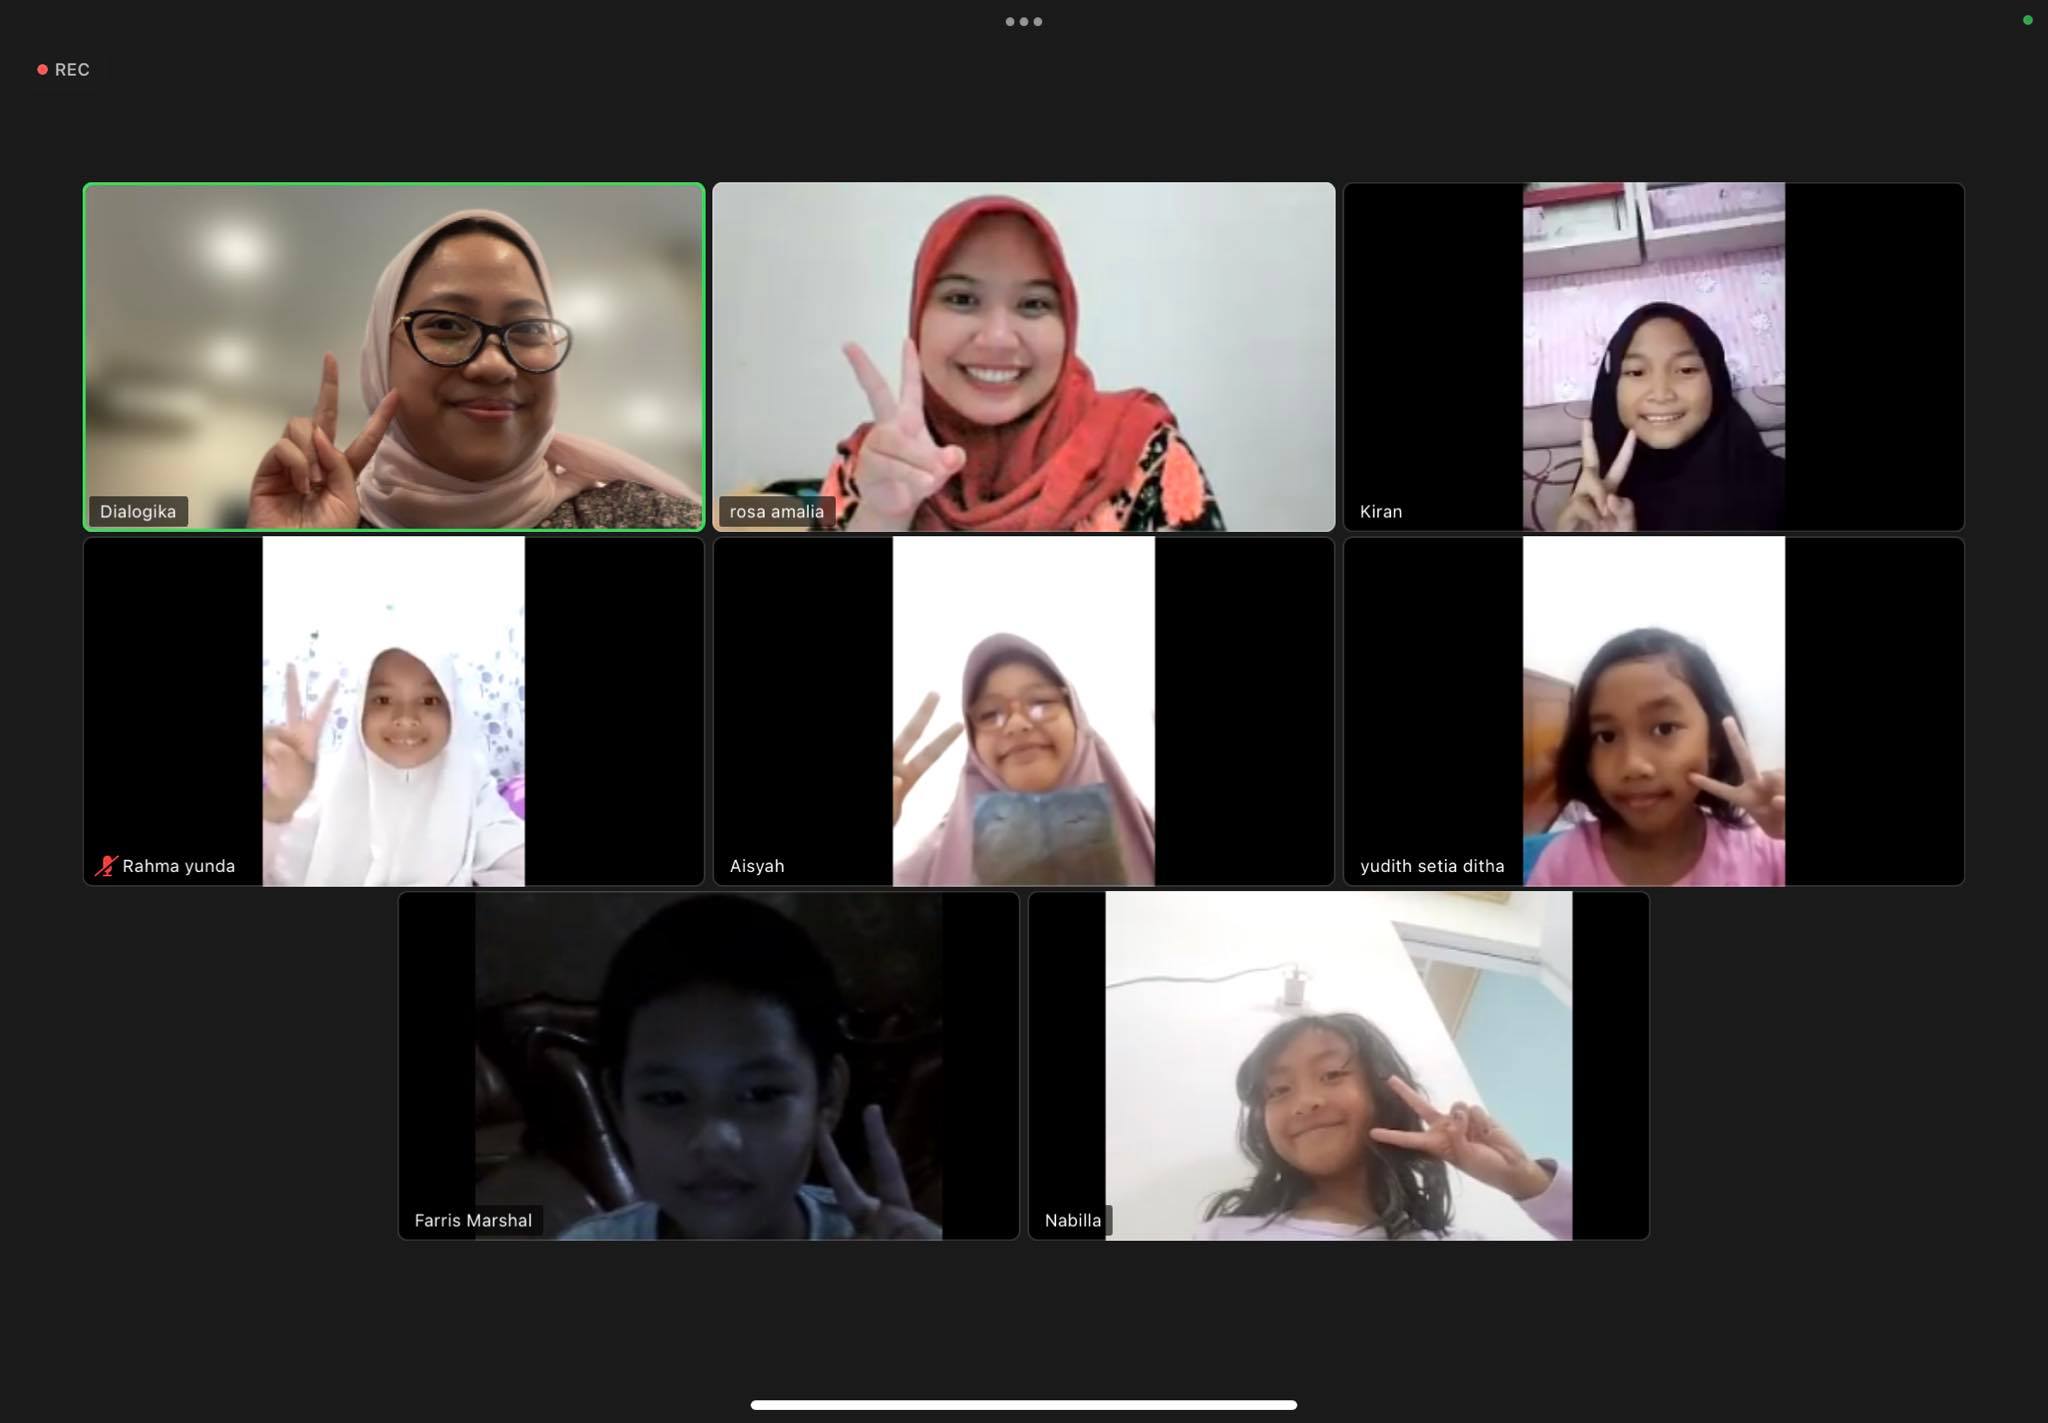 REC
Dialogika
rosa amalia
Kiran
Rahma yunda
Aisyah
yudith setia ditha
Farris Marshal
Nabilla